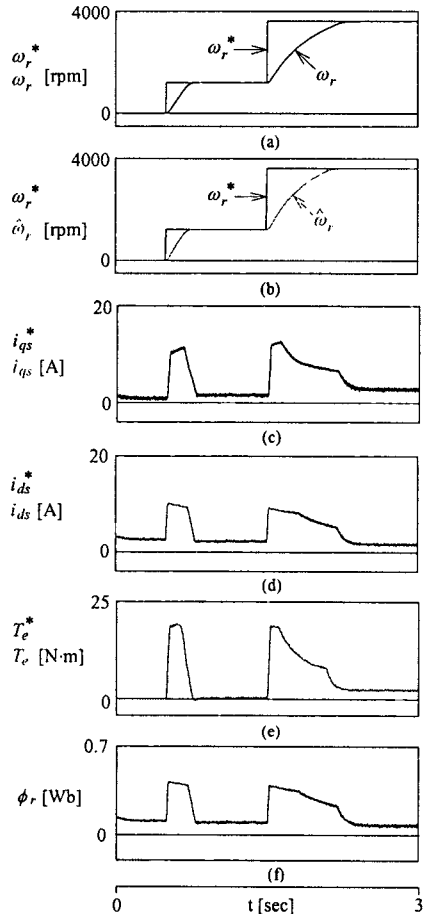 4000
ω_r*
ω_r [rpm]
0
ω_r*
ω_r
(a)
4000
ω_r*
ω̂_r [rpm]
0
ω_r*
ω̂_r
(b)
20
i_qs*
i_qs [A]
0
(c)
20
i_ds*
i_ds [A]
0
(d)
25
T_e*
T_e [N·m]
0
(e)
0.7
ϕ_r [Wb]
0
(f)
0 t [sec] 3